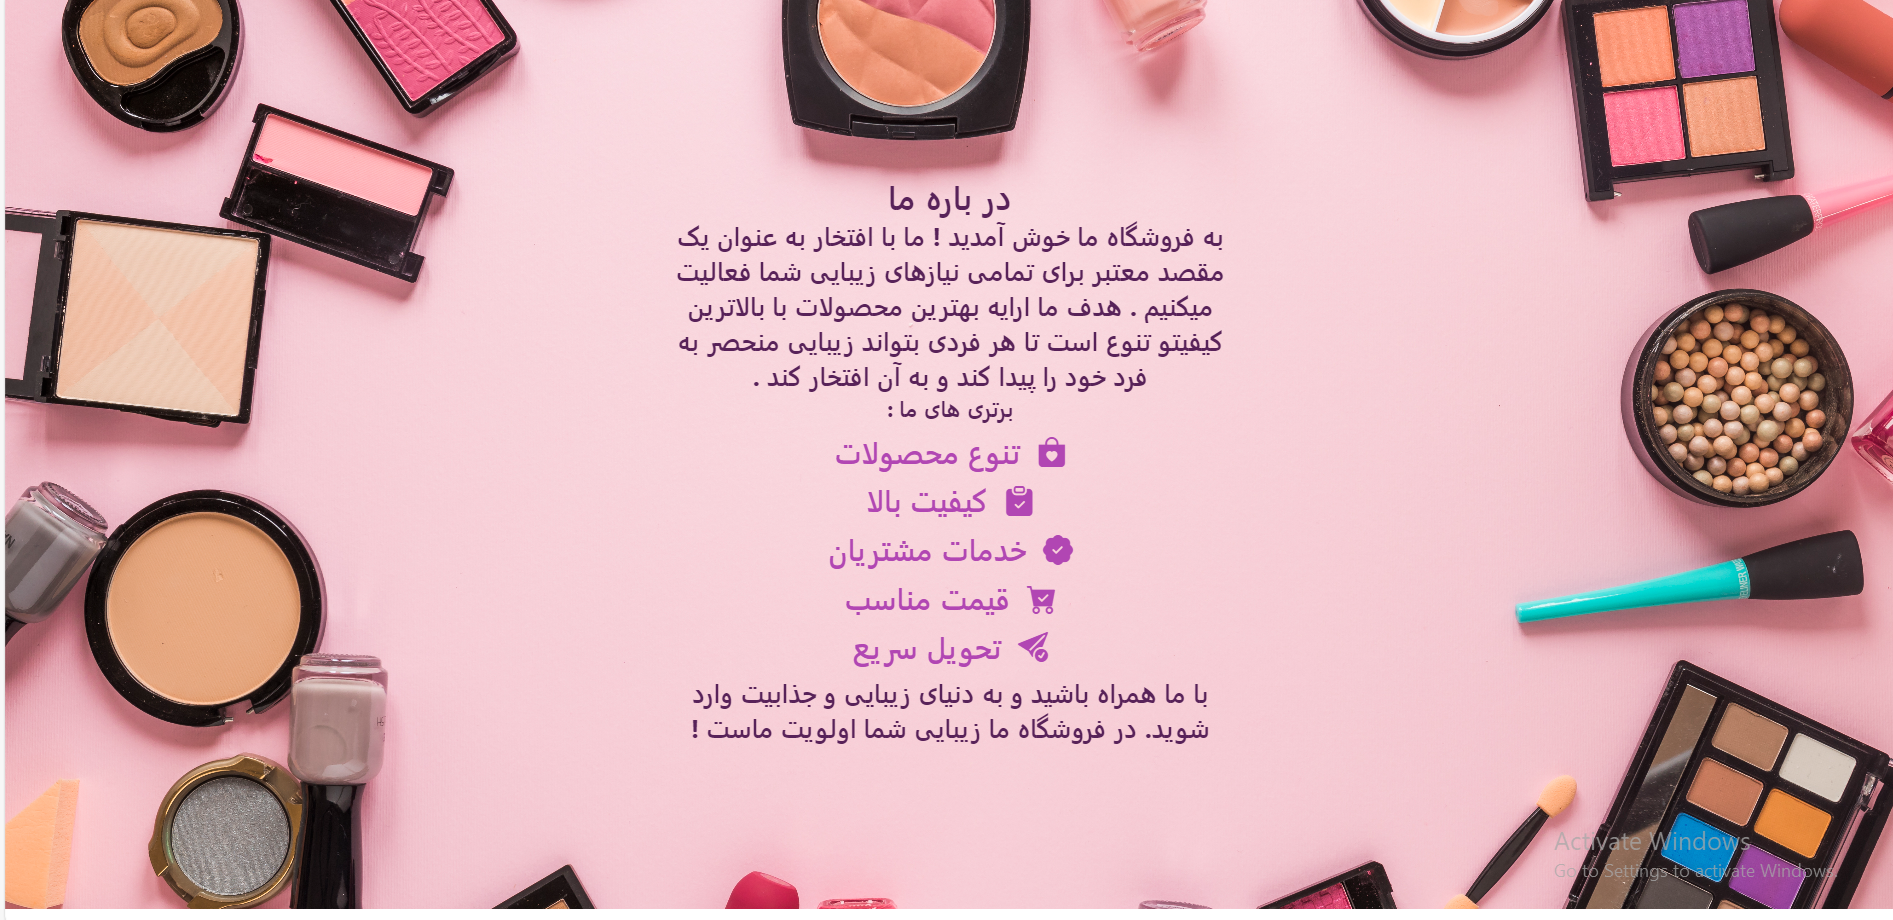 در باره ما
به فروشگاه ما خوش آمدید ! ما با افتخار به عنوان یک
مقصد معتبر برای تمامی نیازهای زیبایی شما فعالیت
میکنیم . هدف ما ارایه بهترین محصولات با بالاترین
کیفیتو تنوع است تا هر فردی بتواند زیبایی منحصر به
فرد خود را پیدا کند و به آن افتخار کند .
برتری های ما :
تنوع محصولات
کیفیت بالا
خدمات مشتریان
قیمت مناسب
تحویل سریع
با ما همراه باشید و به دنیای زیبایی و جذابیت وارد
شوید. در فروشگاه ما زیبایی شما اولویت ماست !
Activate Windows
Go to Settings to activate Windows.